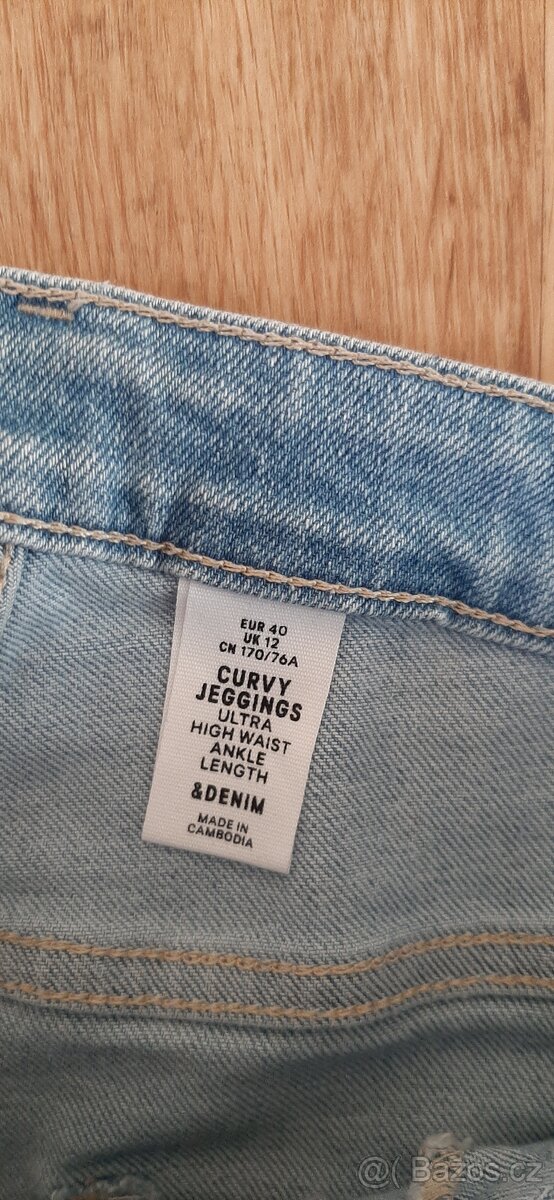 EUR 40
UK 12
CN 170/76A
CURVY
JEGGINGS
ULTRA
HIGH WAIST
ANKLE
LENGTH
&DENIM
MADE IN
CAMBODIA
@( Bazos.cz